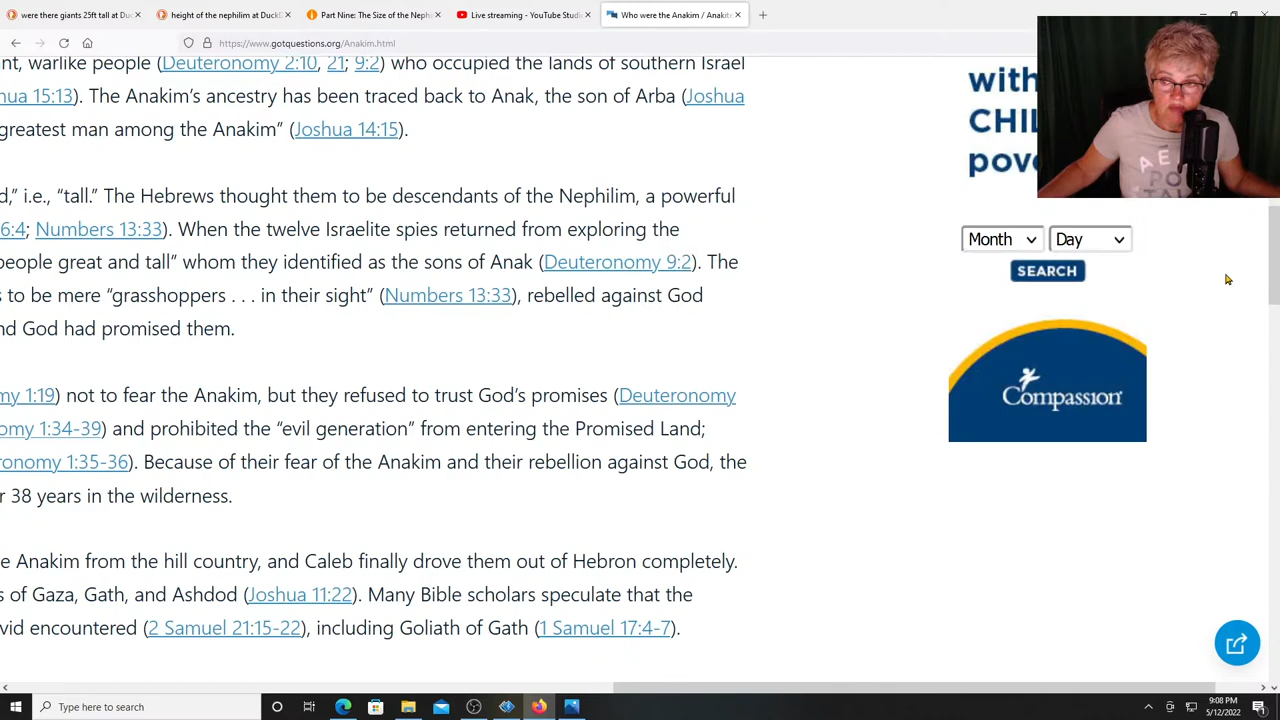 were there giants 25ft tall at Duck
height of the nephilim at DuckD
Part Nine: The Size of the Neph
Live streaming - YouTube Studi
Who were the Anakim / Anakit
https://www.gotquestions.org/Anakim.html
nt, warlike people (Deuteronomy 2:10, 21; 9:2) who occupied the lands of southern Israel
hua 15:13). The Anakim's ancestry has been traced back to Anak, the son of Arba (Joshua
greatest man among the Anakim” (Joshua 14:15).
d,” i.e., “tall.” The Hebrews thought them to be descendants of the Nephilim, a powerful
6:4; Numbers 13:33). When the twelve Israelite spies returned from exploring the
people great and tall” whom they identified as the sons of Anak (Deuteronomy 9:2). The
s to be mere “grasshoppers . . . in their sight” (Numbers 13:33), rebelled against God
nd God had promised them.
my 1:19) not to fear the Anakim, but they refused to trust God's promises (Deuteronomy
omy 1:34-39) and prohibited the “evil generation” from entering the Promised Land;
ronomy 1:35-36). Because of their fear of the Anakim and their rebellion against God, the
r 38 years in the wilderness.
e Anakim from the hill country, and Caleb finally drove them out of Hebron completely.
s of Gaza, Gath, and Ashdod (Joshua 11:22). Many Bible scholars speculate that the
vid encountered (2 Samuel 21:15-22), including Goliath of Gath (1 Samuel 17:4-7).
with
CHIL
pove
Month
Day
SEARCH
Compassion
Type here to search
9:08 PM
5/12/2022